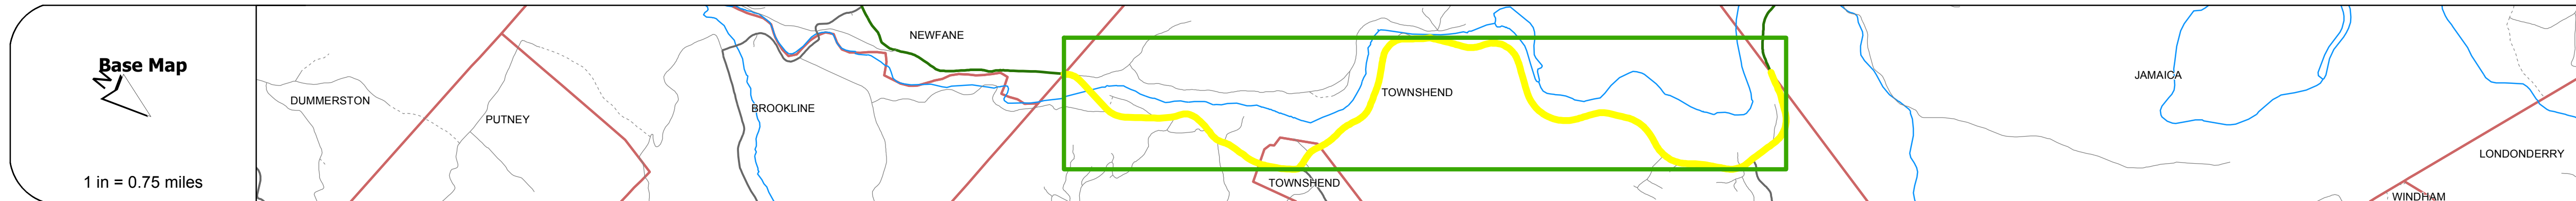 Base Map
N
1 in = 0.75 miles
DUMMERSTON
PUTNEY
BROOKLINE
NEWFANE
TOWNSHEND
TOWNSHEND
JAMAICA
LONDONDERRY
WINDHAM